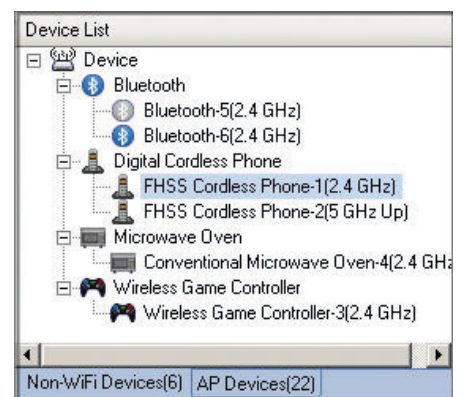 Device List
Device
Bluetooth
Bluetooth-5(2.4 GHz)
Bluetooth-6(2.4 GHz)
Digital Cordless Phone
FHSS Cordless Phone-1(2.4 GHz)
FHSS Cordless Phone-2(5 GHz Up)
Microwave Oven
Conventional Microwave Oven-4(2.4 GHz
Wireless Game Controller
Wireless Game Controller-3(2.4 GHz)
Non-WiFi Devices(6) AP Devices(22)